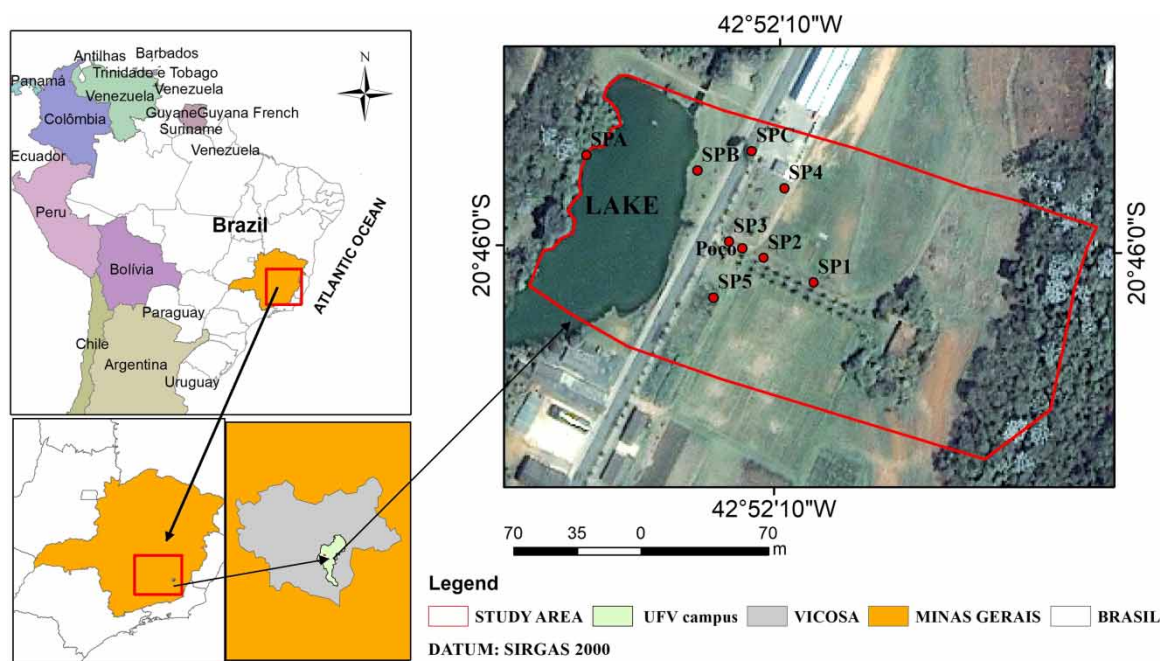 Antilhas
Barbados
Trinidade e Tobago
Panamá
Venezuela
Venezuela
Colômbia
Guyane
Guyana French
Suriname
Venezuela
Ecuador
Peru
Brazil
Bolívia
ATLANTIC OCEAN
Paraguay
Chile
Argentina
Uruguay
N
42°52'10"W
20°46'0"S
20°46'0"S
SPA
SPB
SPC
SP4
LAKE
SP3
Poço
SP2
SP1
SP5
42°52'10"W
70 35 0 70
m
Legend
STUDY AREA UFV campus VICOSA MINAS GERAIS BRASIL
DATUM: SIRGAS 2000